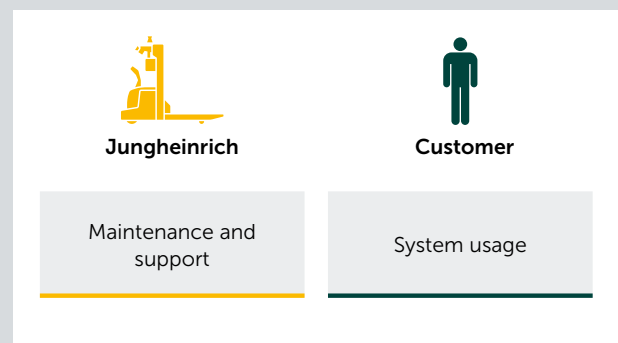 Jungheinrich
Customer
Maintenance and
support
System usage